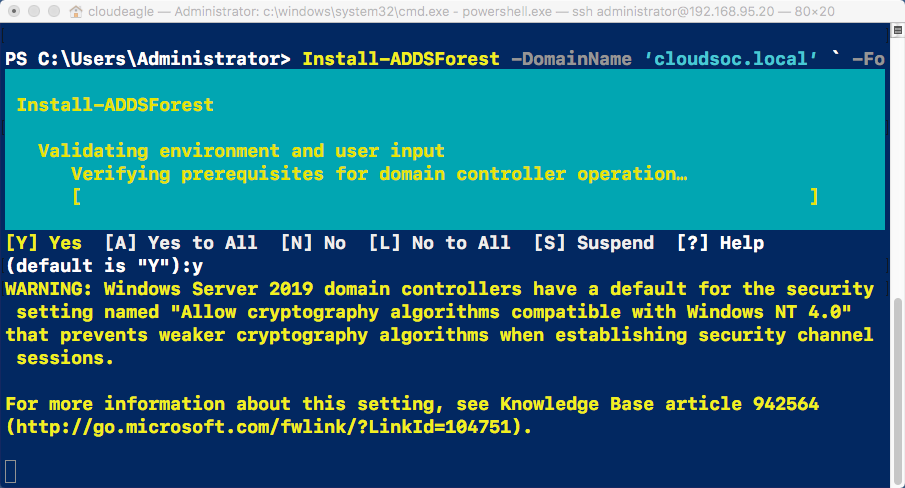 cloudeagle — Administrator: c:\windows\system32\cmd.exe - powershell.exe — ssh administrator@192.168.95.20 — 80×20
PS C:\Users\Administrator> Install-ADDSForest -DomainName ‘cloudsoc.local’ ` -Fo
Install-ADDSForest
Validating environment and user input
Verifying prerequisites for domain controller operation…
[ ]
[Y] Yes  [A] Yes to All  [N] No  [L] No to All  [S] Suspend  [?] Help
(default is "Y"):y
WARNING: Windows Server 2019 domain controllers have a default for the security
setting named "Allow cryptography algorithms compatible with Windows NT 4.0"
that prevents weaker cryptography algorithms when establishing security channel
sessions.
For more information about this setting, see Knowledge Base article 942564
(http://go.microsoft.com/fwlink/?LinkId=104751).